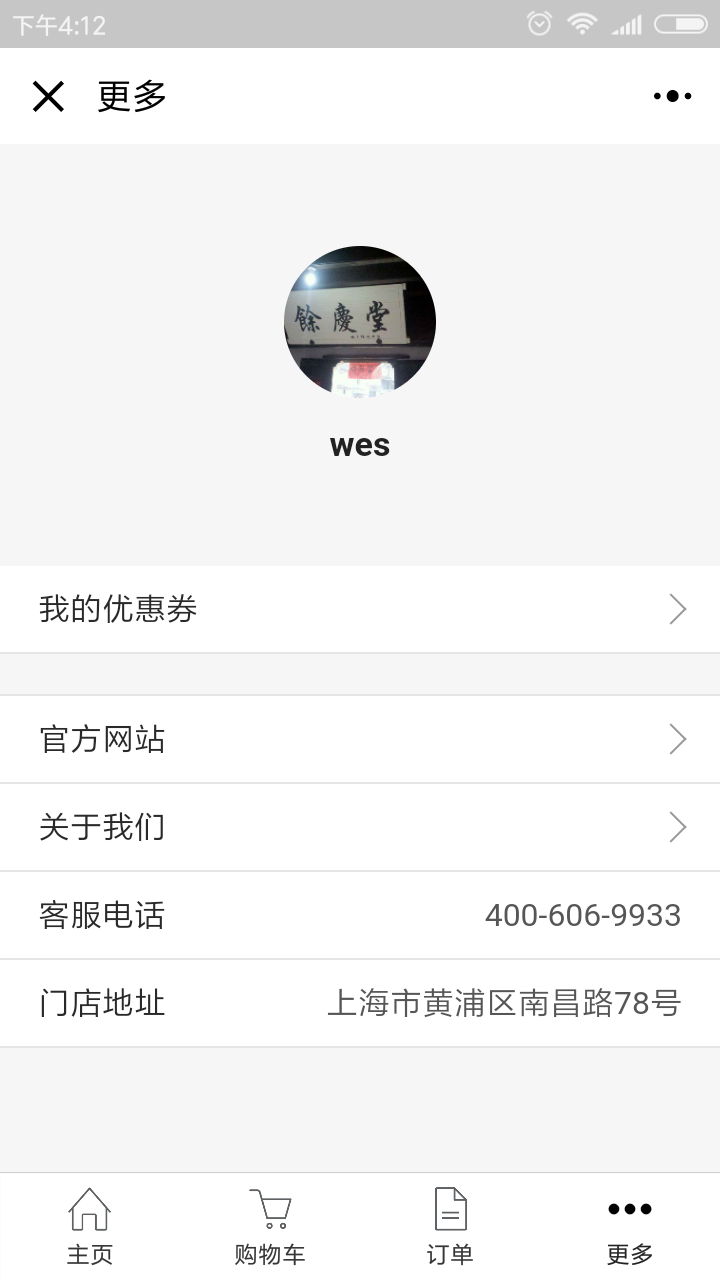 下午4:12
更多
餘慶堂
wes
我的优惠券
官方网站
关于我们
客服电话 400-606-9933
门店地址 上海市黄浦区南昌路78号
主页 购物车 订单 更多